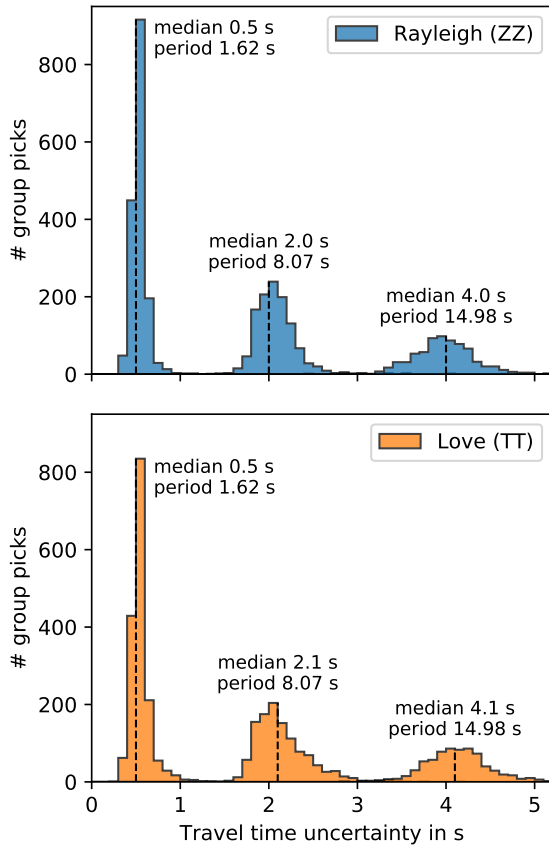 Rayleigh (ZZ)
median 0.5 s
period 1.62 s
median 2.0 s
period 8.07 s
median 4.0 s
period 14.98 s
# group picks
800
600
400
200
0
Love (TT)
median 0.5 s
period 1.62 s
median 2.1 s
period 8.07 s
median 4.1 s
period 14.98 s
# group picks
800
600
400
200
0
0 1 2 3 4 5
Travel time uncertainty in s